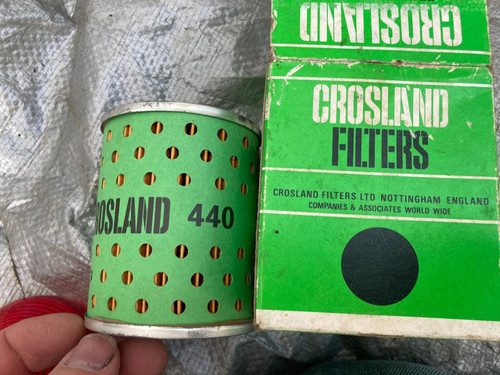 CROSLAND
CROSLAND
FILTERS
CROSLAND FILTERS LTD NOTTINGHAM ENGLAND
COMPANIES & ASSOCIATES WORLD WIDE
ROSLAND 440